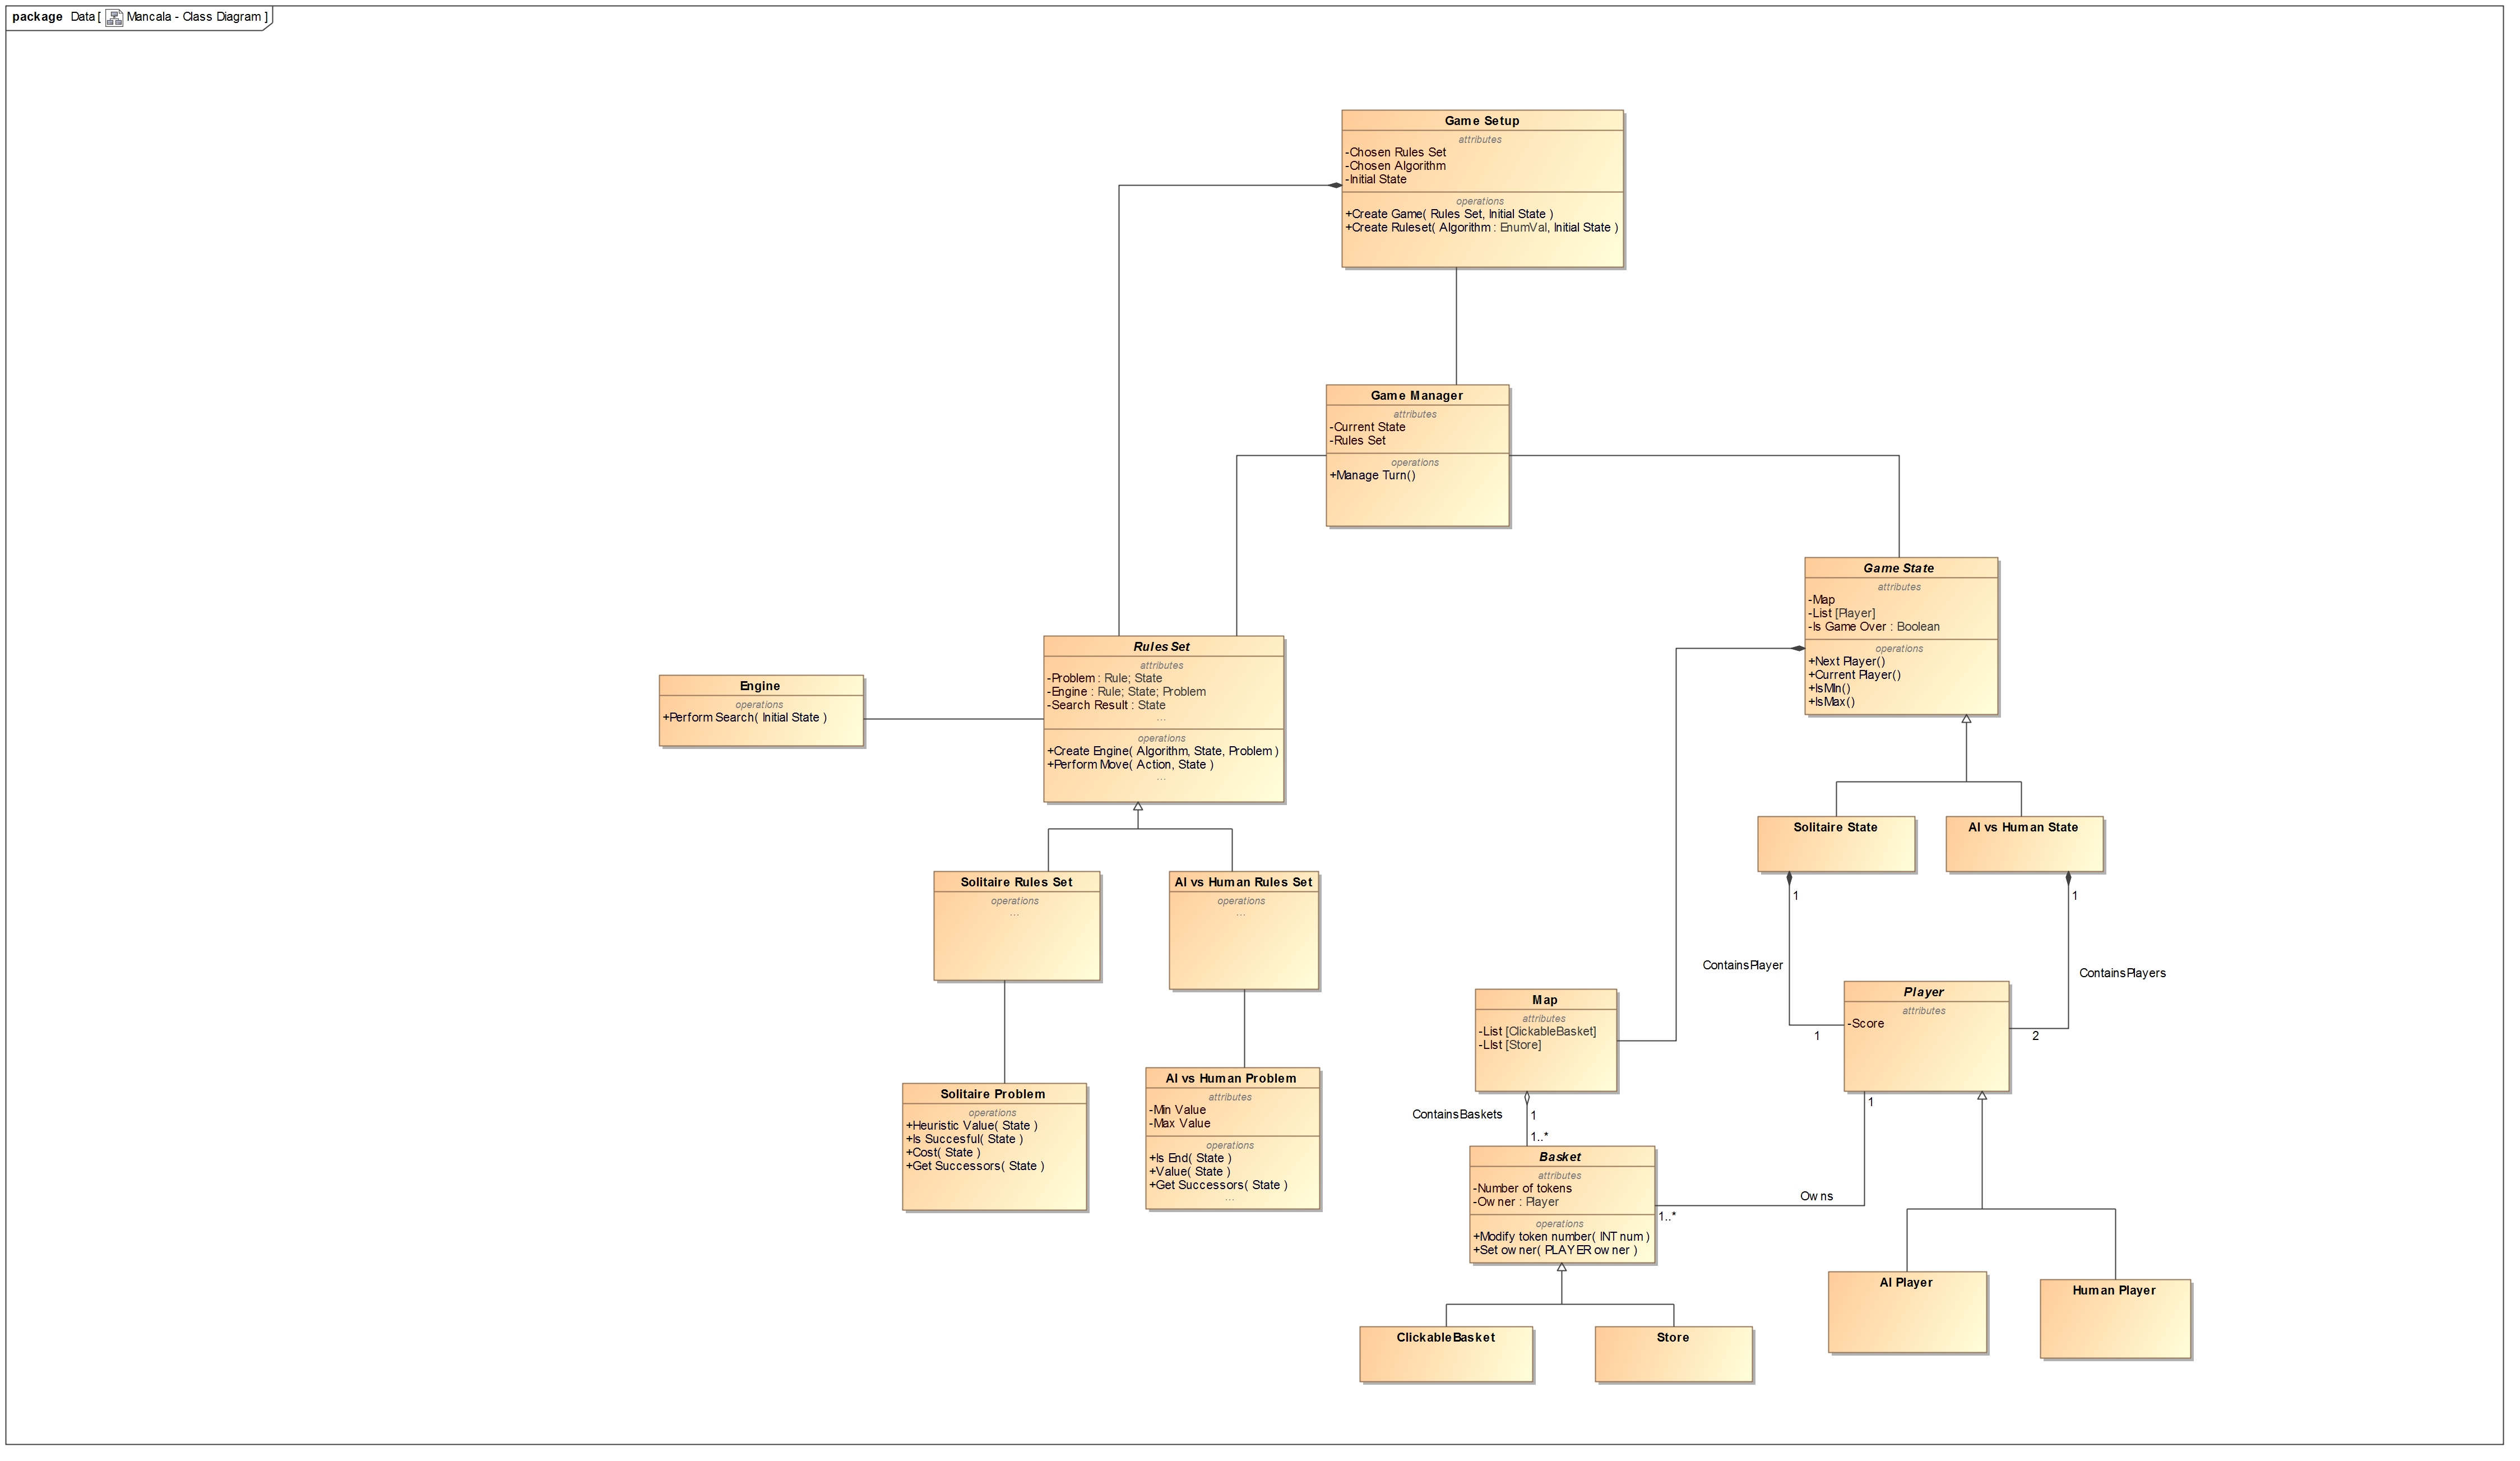 package Data [ Mancala - Class Diagram ]
Game Setup
attributes
-Chosen Rules Set
-Chosen Algorithm
-Initial State
operations
+Create Game( Rules Set, Initial State )
+Create Ruleset( Algorithm : EnumVal, Initial State )
Game Manager
attributes
-Current State
-Rules Set
operations
+Manage Turn()
Game State
attributes
-Map
-List [Player]
-Is Game Over : Boolean
operations
+Next Player()
+Current Player()
+IsMIn()
+IsMax()
Rules Set
attributes
-Problem : Rule; State
-Engine : Rule; State; Problem
-Search Result : State
...
operations
+Create Engine( Algorithm, State, Problem )
+Perform Move( Action, State )
...
Engine
operations
+Perform Search( Initial State )
Solitaire State
AI vs Human State
Solitaire Rules Set
operations
...
AI vs Human Rules Set
operations
...
1
1
ContainsPlayer
ContainsPlayers
Player
attributes
-Score
1
2
1
Map
attributes
-List [ClickableBasket]
-LIst [Store]
ContainsBaskets
1
1..*
Solitaire Problem
operations
+Heuristic Value( State )
+Is Succesful( State )
+Cost( State )
+Get Successors( State )
AI vs Human Problem
attributes
-Min Value
-Max Value
operations
+Is End( State )
+Value( State )
+Get Successors( State )
...
Basket
attributes
-Number of tokens
-Owner : Player
operations
+Modify token number( INT num )
+Set owner( PLAYER owner )
Owns
1..*
AI Player
Human Player
ClickableBasket
Store